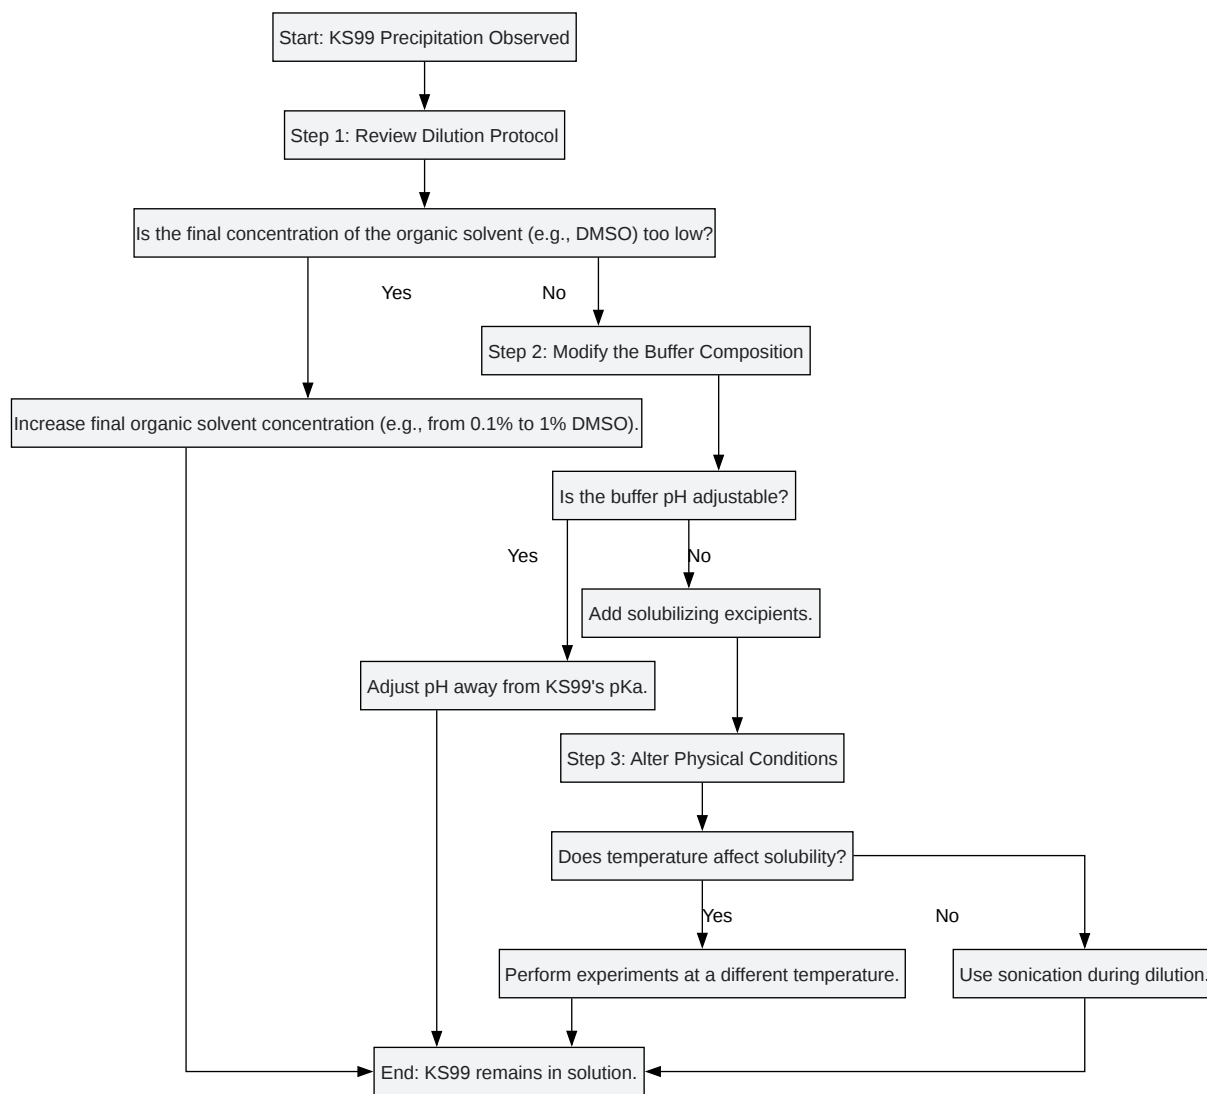 Start: KS99 Precipitation Observed
Step 1: Review Dilution Protocol
Is the final concentration of the organic solvent (e.g., DMSO) too low?
Yes
No
Step 2: Modify the Buffer Composition
Increase final organic solvent concentration (e.g., from 0.1% to 1% DMSO).
Is the buffer pH adjustable?
Yes
No
Add solubilizing excipients.
Adjust pH away from KS99's pKa.
Step 3: Alter Physical Conditions
Does temperature affect solubility?
Yes
No
Perform experiments at a different temperature.
Use sonication during dilution.
End: KS99 remains in solution.